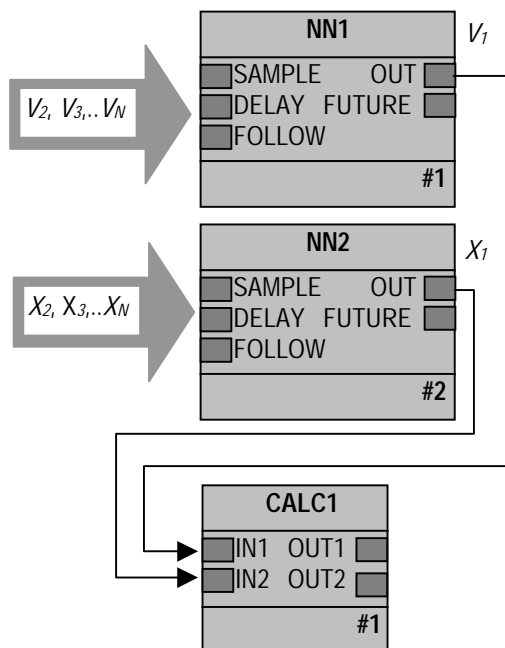 NN1
V1
SAMPLE OUT
V2, V3,..VN
DELAY FUTURE
FOLLOW
#1
NN2
X1
SAMPLE OUT
X2, X3,..XN
DELAY FUTURE
FOLLOW
#2
CALC1
IN1 OUT1
IN2 OUT2
#1